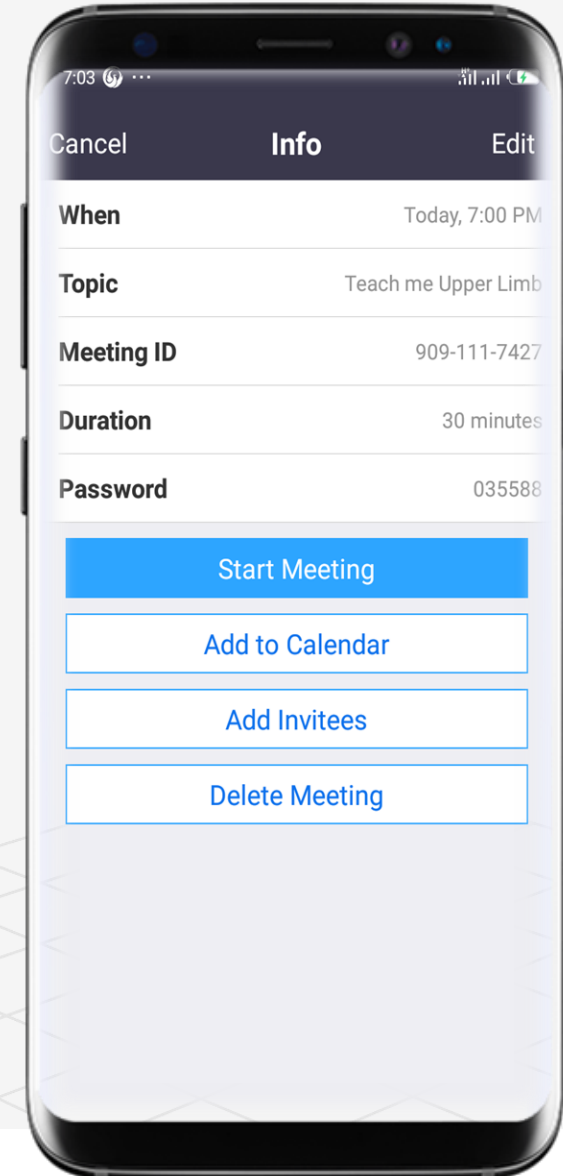 7:03 ...
Cancel Info Edit
When Today, 7:00 PM
Topic Teach me Upper Limb
Meeting ID 909-111-7427
Duration 30 minutes
Password 035588
Start Meeting
Add to Calendar
Add Invitees
Delete Meeting